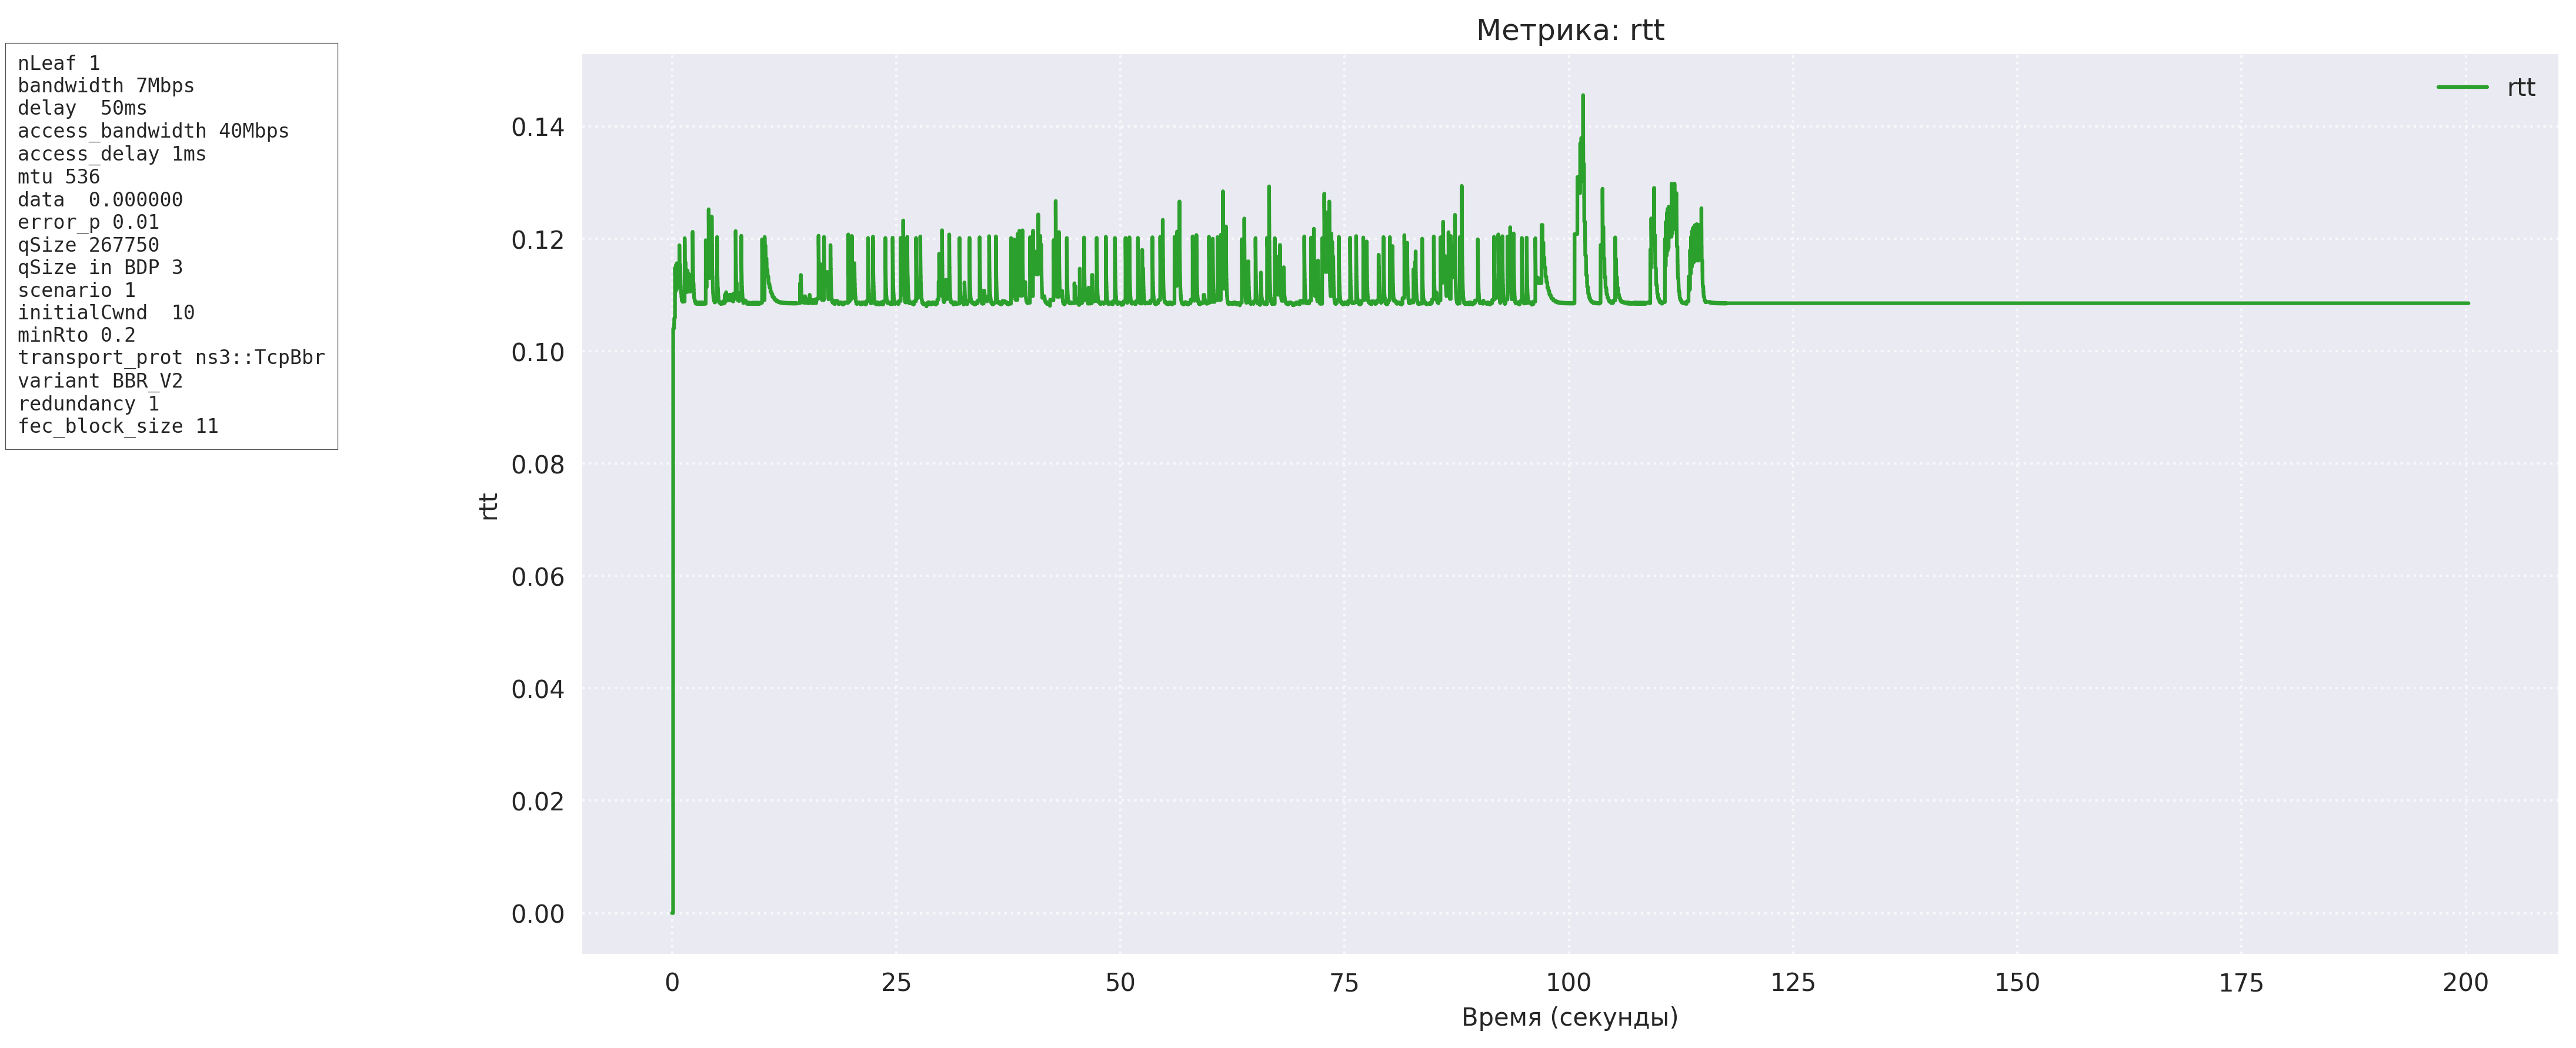 Метрика: rtt
nLeaf 1
bandwidth 7Mbps
delay  50ms
access_bandwidth 40Mbps
access_delay 1ms
mtu 536
data  0.000000
error_p 0.01
qSize 267750
qSize in BDP 3
scenario 1
initialCwnd  10
minRto 0.2
transport_prot ns3::TcpBbr
variant BBR_V2
redundancy 1
fec_block_size 11
rtt
0.14
0.12
0.10
0.08
0.06
0.04
0.02
0.00
rtt
0 25 50 75 100 125 150 175 200
Время (секунды)